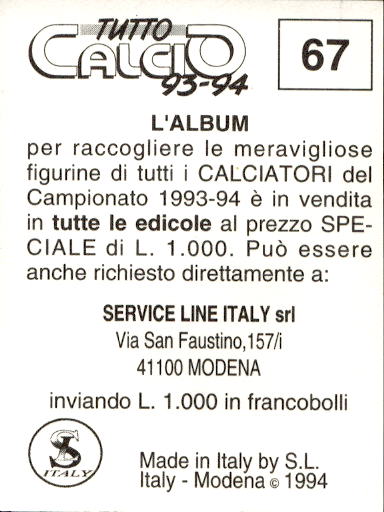 TUTTO
CALCIO
93-94
67
L'ALBUM
per raccogliere le meravigliose
figurine di tutti i CALCIATORI del
Campionato 1993-94 è in vendita
in tutte le edicole al prezzo SPE-
CIALE di L. 1.000. Può essere
anche richiesto direttamente a:
SERVICE LINE ITALY srl
Via San Faustino,157/i
41100 MODENA
inviando L. 1.000 in francobolli
SL
ITALY
Made in Italy by S.L.
Italy - Modena © 1994